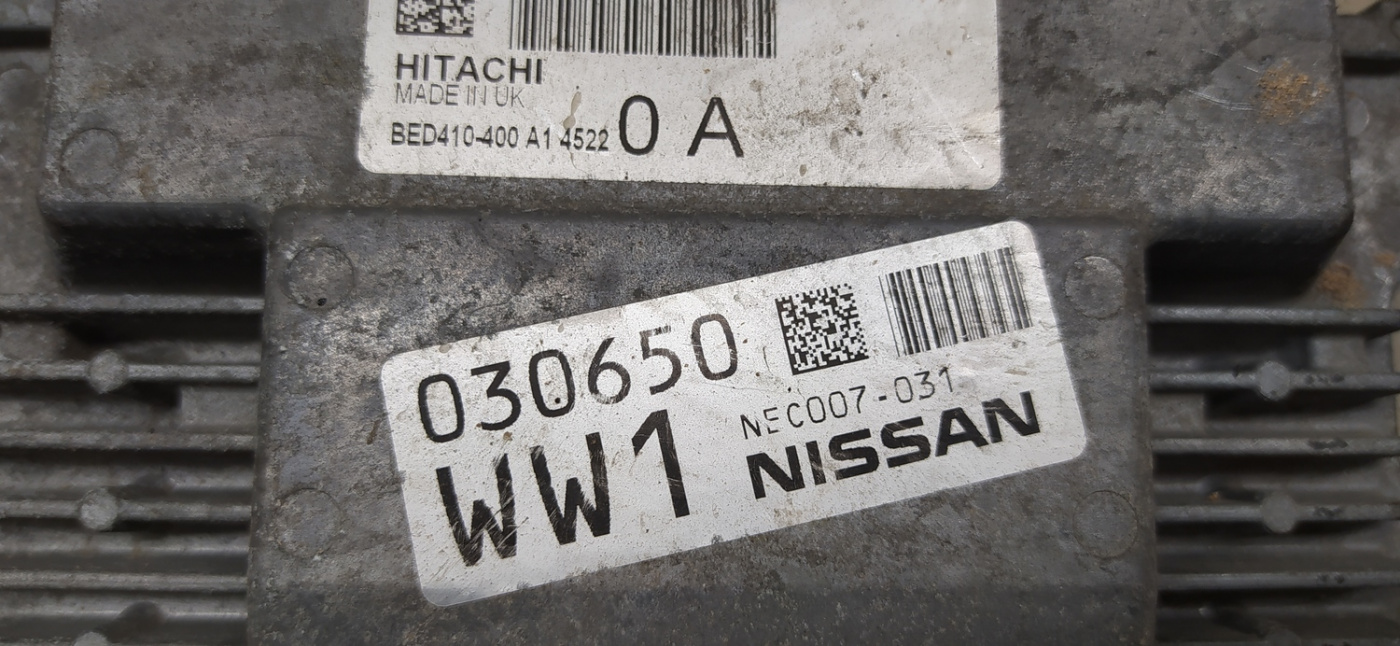 HITACHI
MADE IN UK
BED410-400 A1 4522 0 A
030650
WW1
NEC007-031
NISSAN